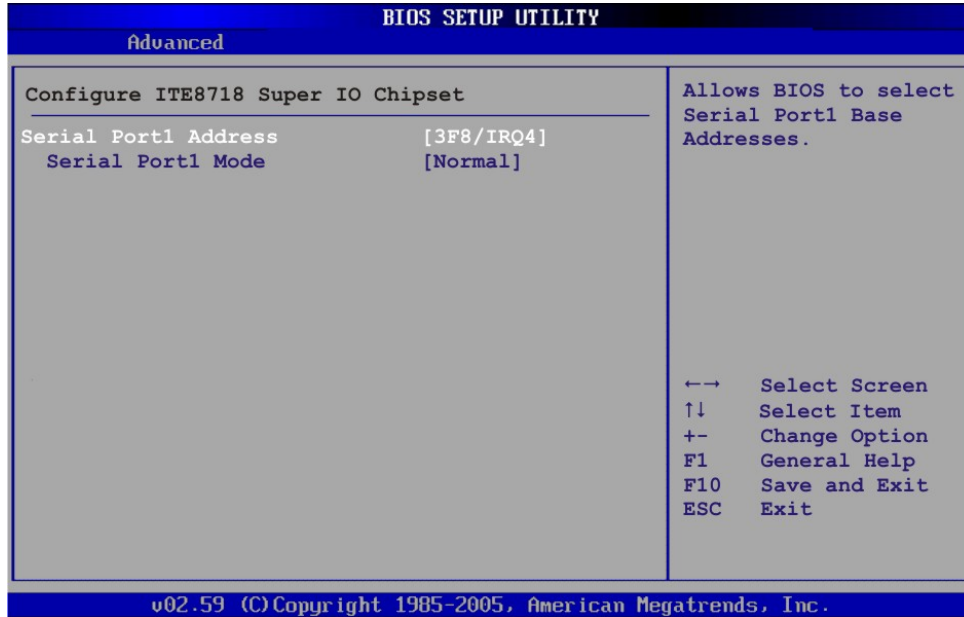 BIOS SETUP UTILITY
Advanced
Configure ITE8718 Super IO Chipset
Serial Port1 Address [3F8/IRQ4]
Serial Port1 Mode [Normal]
Allows BIOS to select
Serial Port1 Base
Addresses.
←→ Select Screen
↑↓ Select Item
+- Change Option
F1 General Help
F10 Save and Exit
ESC Exit
v02.59 (C)Copyright 1985-2005, American Megatrends, Inc.